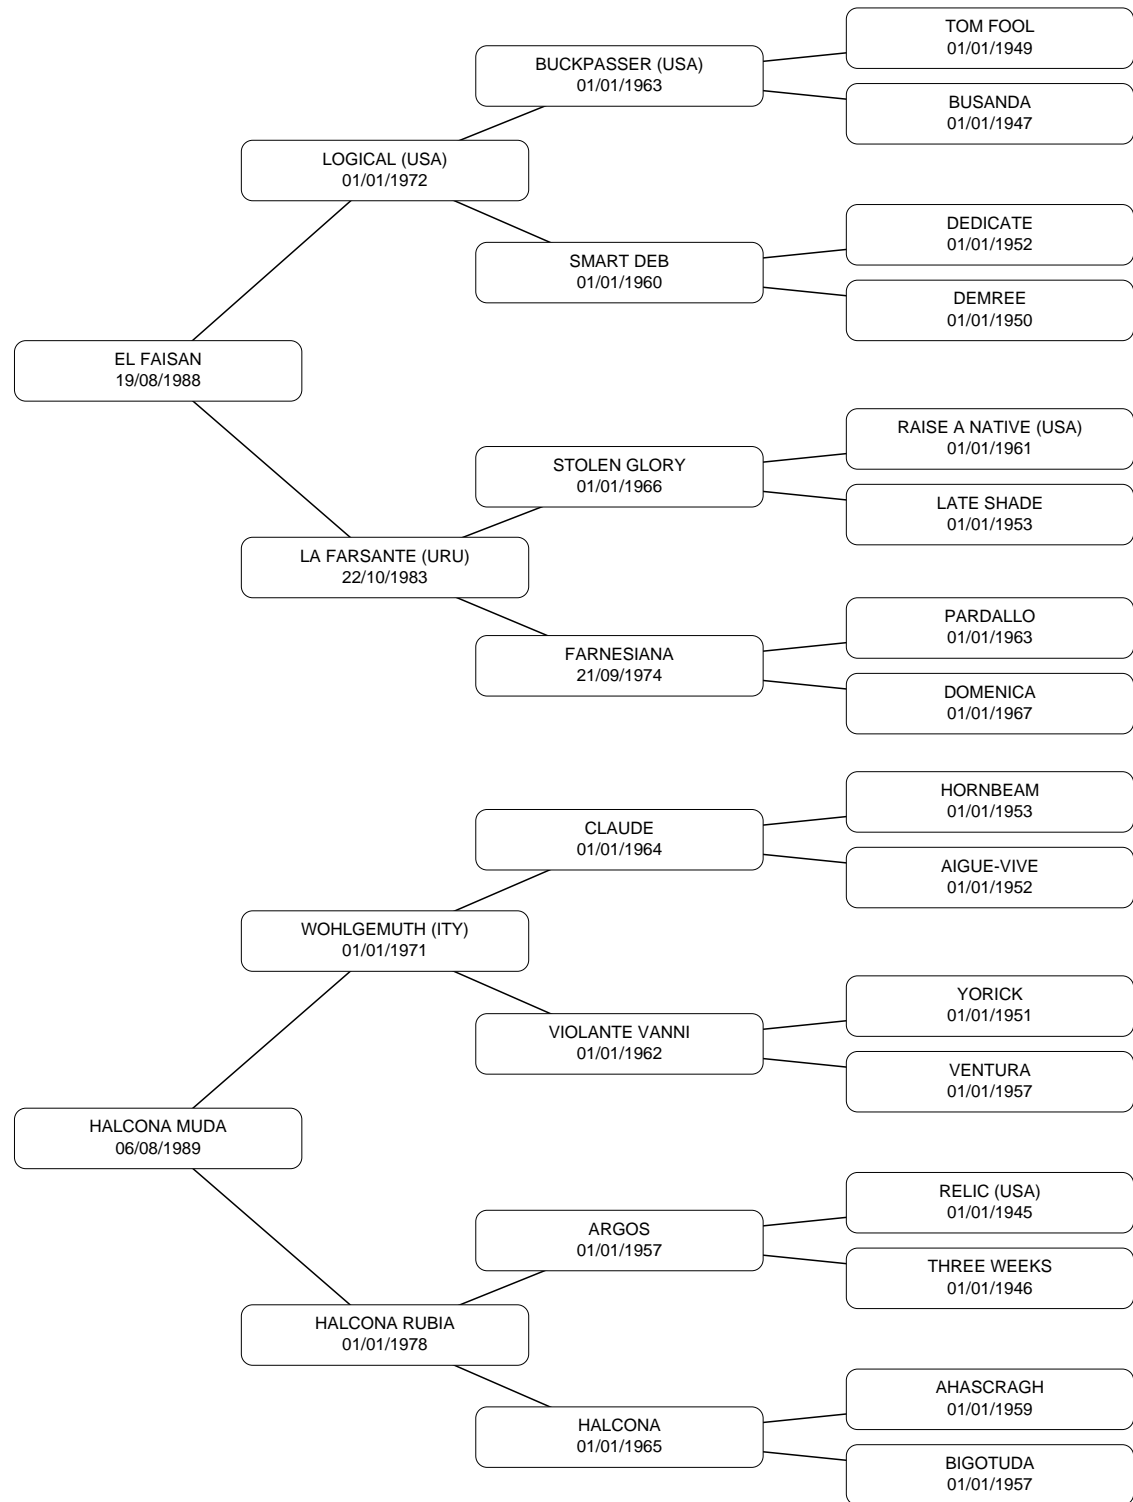 TOM FOOL
01/01/1949
BUCKPASSER (USA)
01/01/1963
BUSANDA
01/01/1947
LOGICAL (USA)
01/01/1972
DEDICATE
01/01/1952
SMART DEB
01/01/1960
DEMREE
01/01/1950
EL FAISAN
19/08/1988
RAISE A NATIVE (USA)
01/01/1961
STOLEN GLORY
01/01/1966
LATE SHADE
01/01/1953
LA FARSANTE (URU)
22/10/1983
PARDALLO
01/01/1963
FARNESIANA
21/09/1974
DOMENICA
01/01/1967
HORNBEAM
01/01/1953
CLAUDE
01/01/1964
AIGUE-VIVE
01/01/1952
WOHLGEMUTH (ITY)
01/01/1971
YORICK
01/01/1951
VIOLANTE VANNI
01/01/1962
VENTURA
01/01/1957
HALCONA MUDA
06/08/1989
RELIC (USA)
01/01/1945
ARGOS
01/01/1957
THREE WEEKS
01/01/1946
HALCONA RUBIA
01/01/1978
AHASCRAGH
01/01/1959
HALCONA
01/01/1965
BIGOTUDA
01/01/1957